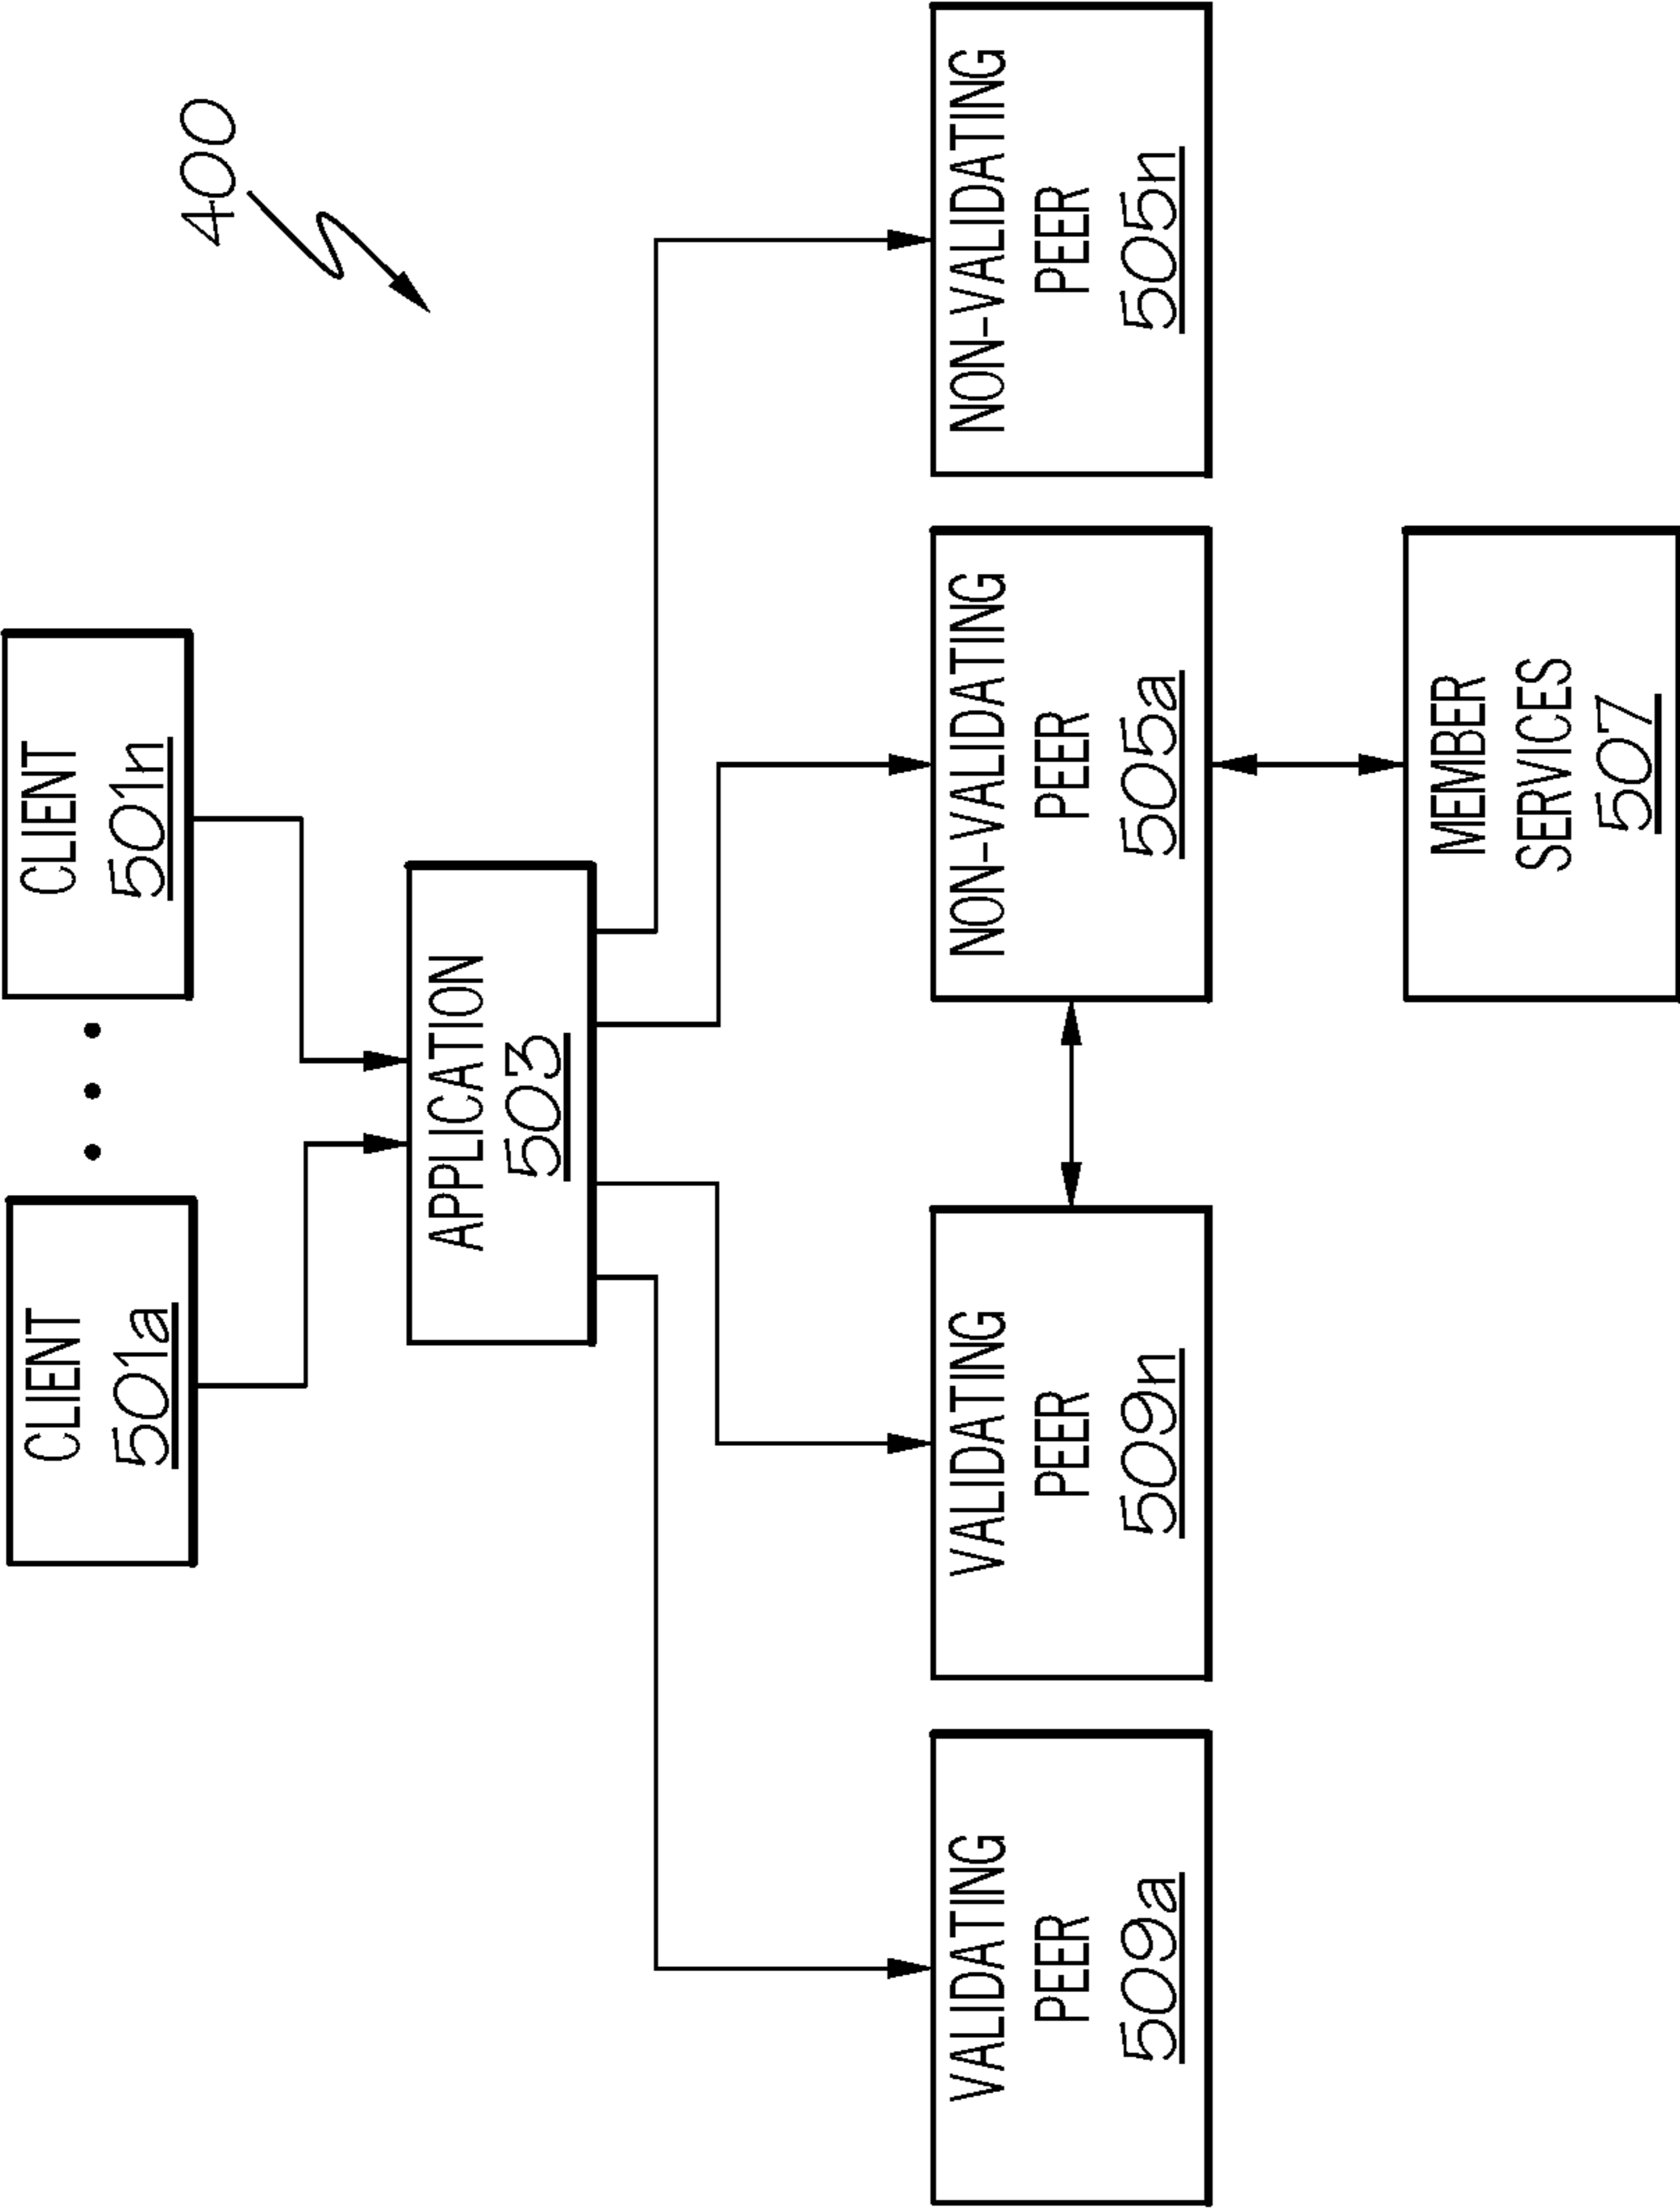 400
CLIENT
501a
CLIENT
501n
APPLICATION
503
VALIDATING
PEER
509a
VALIDATING
PEER
509n
NON-VALIDATING
PEER
505a
NON-VALIDATING
PEER
505n
MEMBER
SERVICES
507